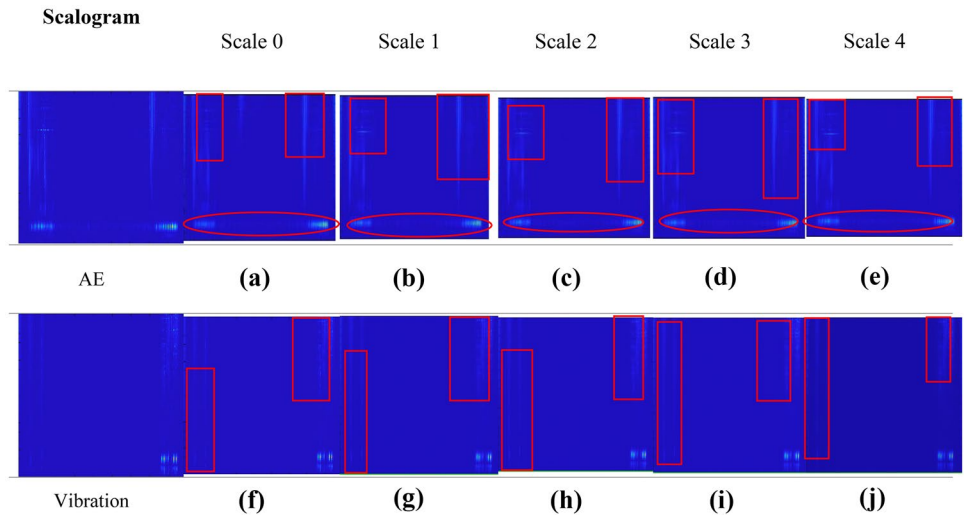 Scalogram
Scale 0 Scale 1 Scale 2 Scale 3 Scale 4
AE (a) (b) (c) (d) (e)
Vibration (f) (g) (h) (i) (j)